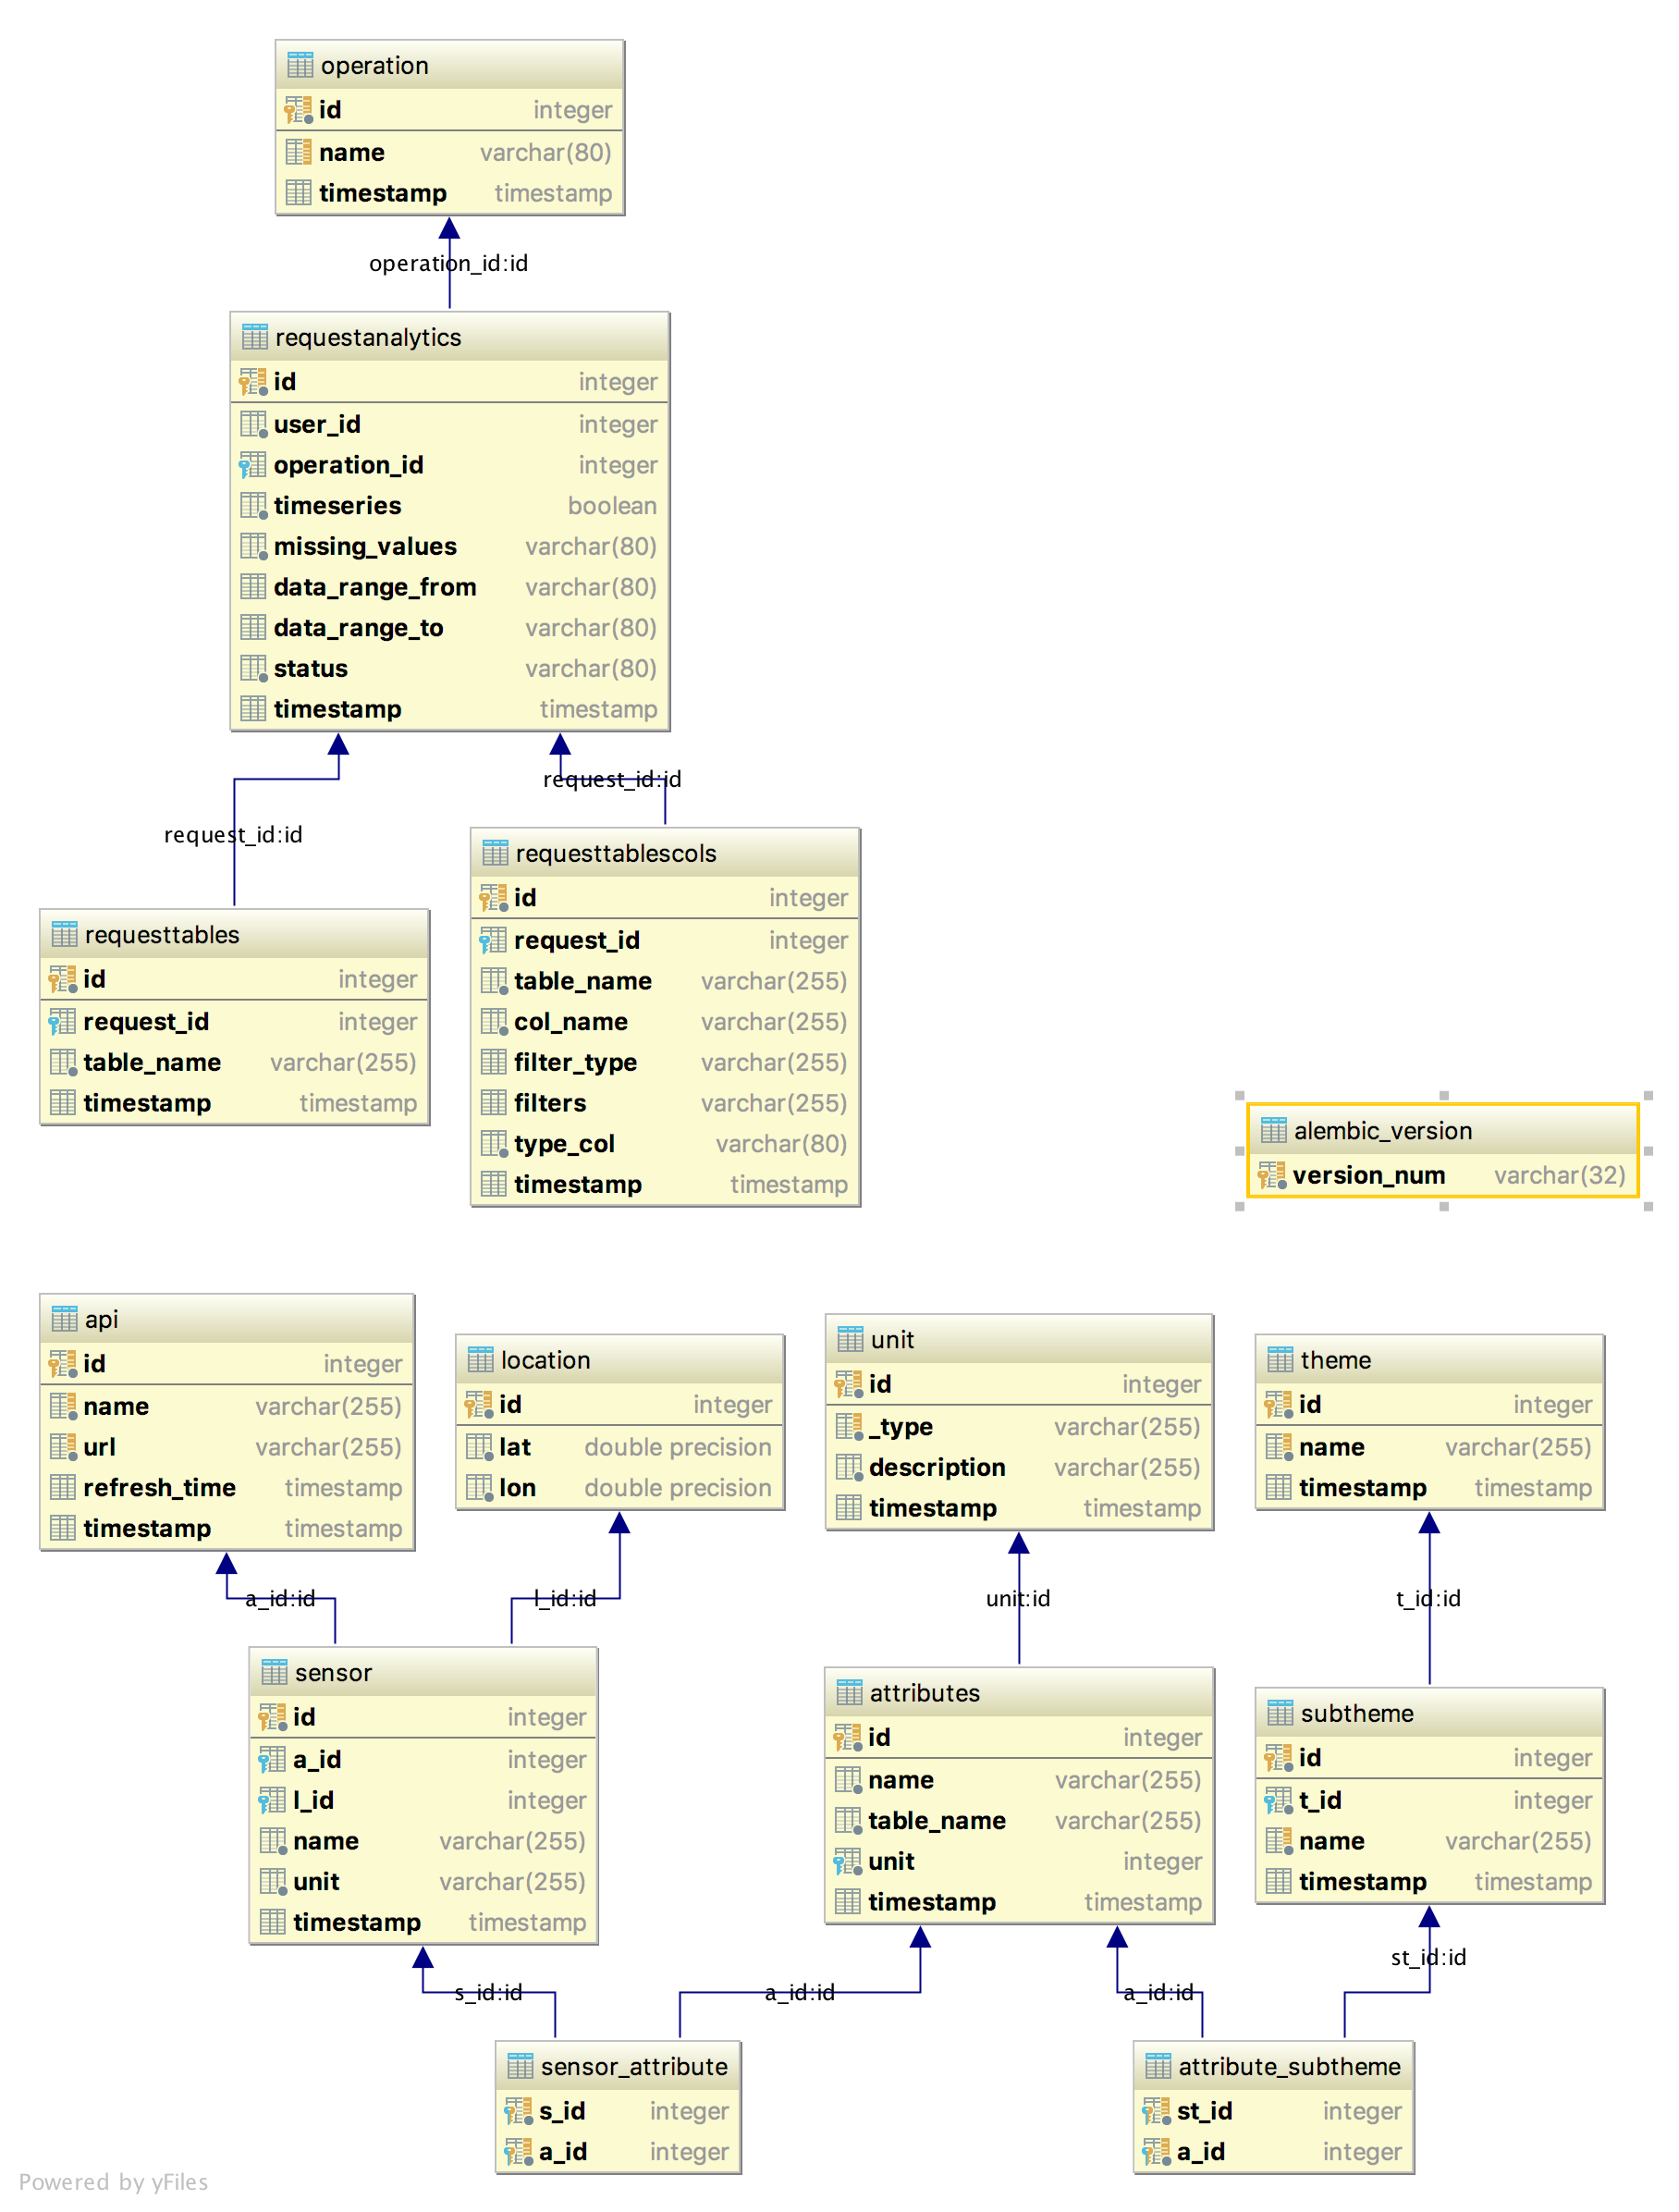 operation
id integer
name varchar(80)
timestamp timestamp
operation_id:id
requestanalytics
id integer
user_id integer
operation_id integer
timeseries boolean
missing_values varchar(80)
data_range_from varchar(80)
data_range_to varchar(80)
status varchar(80)
timestamp timestamp
request_id:id
request_id:id
requesttables
id integer
request_id integer
table_name varchar(255)
timestamp timestamp
requesttablescols
id integer
request_id integer
table_name varchar(255)
col_name varchar(255)
filter_type varchar(255)
filters varchar(255)
type_col varchar(80)
timestamp timestamp
alembic_version
version_num varchar(32)
api
id integer
name varchar(255)
url varchar(255)
refresh_time timestamp
timestamp timestamp
location
id integer
lat double precision
lon double precision
unit
id integer
_type varchar(255)
description varchar(255)
timestamp timestamp
theme
id integer
name varchar(255)
timestamp timestamp
a_id:id
l_id:id
unit:id
t_id:id
sensor
id integer
a_id integer
l_id integer
name varchar(255)
unit varchar(255)
timestamp timestamp
attributes
id integer
name varchar(255)
table_name varchar(255)
unit integer
timestamp timestamp
subtheme
id integer
t_id integer
name varchar(255)
timestamp timestamp
s_id:id
a_id:id
a_id:id
st_id:id
sensor_attribute
s_id integer
a_id integer
attribute_subtheme
st_id integer
a_id integer
Powered by yFiles